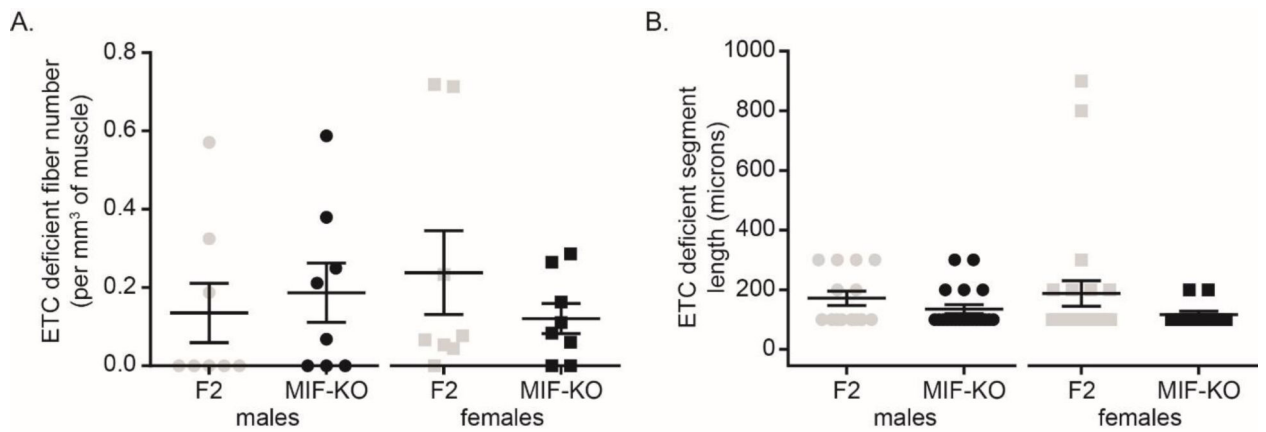 A.
ETC deficient fiber number
(per mm³ of muscle)
0.8
0.6
0.4
0.2
0.0
F2 MIF-KO F2 MIF-KO
males females
B.
ETC deficient segment
length (microns)
1000
800
600
400
200
0
F2 MIF-KO F2 MIF-KO
males females